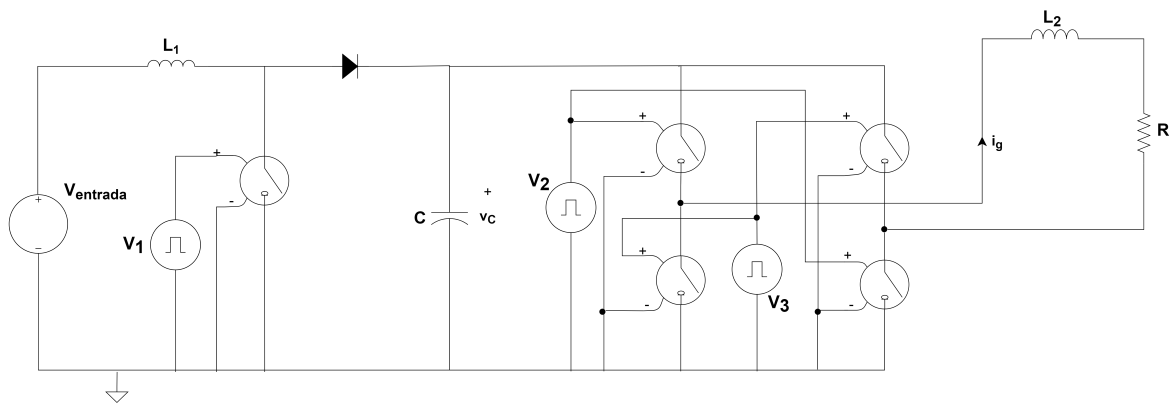 L1
L2
Ventrada
+
-
V1
+
-
C
+
vC
V2
+
-
+
-
V3
+
-
+
-
ig
R